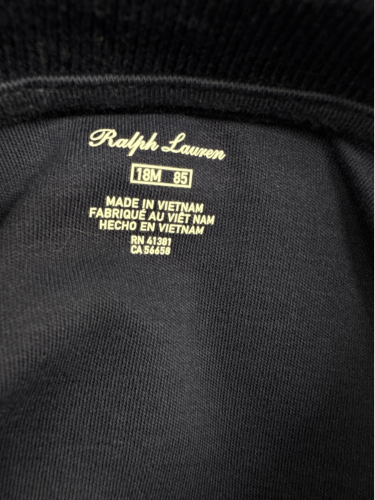 Ralph Lauren
18M 85
MADE IN VIETNAM
FABRIQUÉ AU VIÊT NAM
HECHO EN VIETNAM
RN 41381
CA 56658